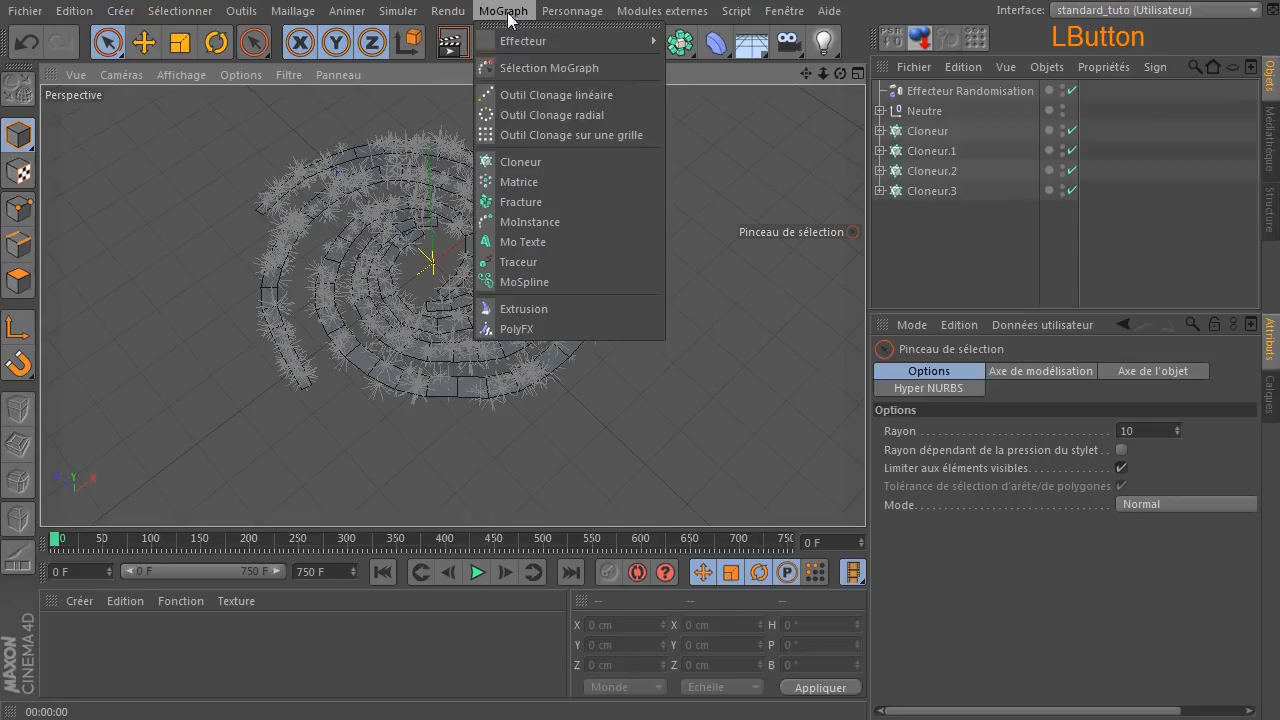 Fichier Edition Créer Sélectionner Outils Maillage Animer Simuler Rendu MoGraph Personnage Modules externes Script Fenêtre Aide Interface: standard_tuto (Utilisateur)
LButton
X Y Z
PSR
Vue Caméras Affichage Options Filtre Panneau
Perspective
Effecteur
Sélection MoGraph
Outil Clonage linéaire
Outil Clonage radial
Outil Clonage sur une grille
Cloneur
Matrice
Fracture
MoInstance
Mo Texte
Traceur
MoSpline
Extrusion
PolyFX
Pinceau de sélection
Y X
Fichier Edition Vue Objets Propriétés Sign
Effecteur Randomisation
Neutre
Cloneur
Cloneur.1
Cloneur.2
Cloneur.3
Objets
Médiathèque
Mode Edition Données utilisateur
Pinceau de sélection
Options Axe de modélisation Axe de l'objet
Hyper NURBS
Options
Rayon 10
Rayon dépendant de la pression du stylet
Limiter aux éléments visibles
Tolérance de sélection d'arête/de polygones
Mode Normal
Attributs
Calques
0 50 100 150 200 250 300 350 400 450 500 550 600 650 700 750 0 F
0 F 0 F 750 F 750 F
P
Créer Edition Fonction Texture
-- -- --
X 0 cm X 0 cm H 0 °
Y 0 cm Y 0 cm P 0 °
Z 0 cm Z 0 cm B 0 °
Monde Echelle Appliquer
MAXON
CINEMA 4D
00:00:00